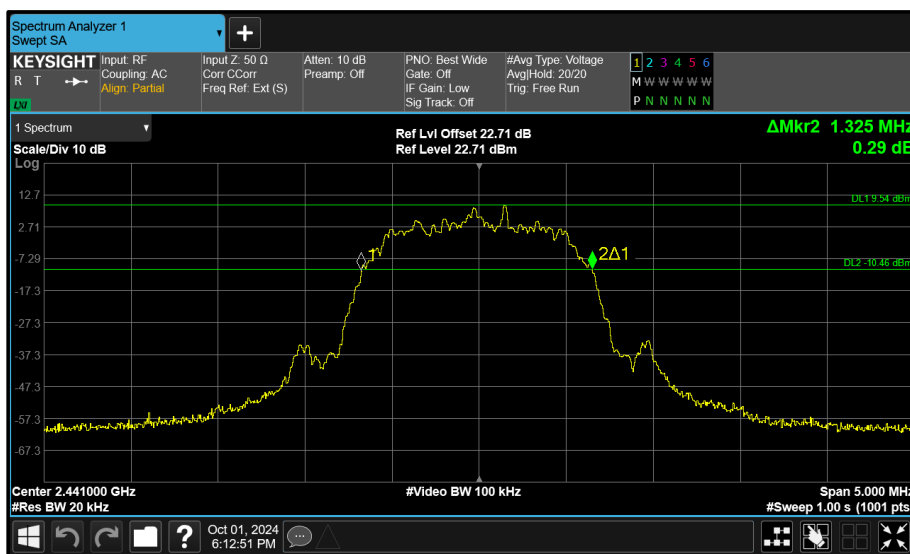 Spectrum Analyzer 1
Swept SA
+
KEYSIGHT
R T
LXI
Input: RF
Coupling: AC
Align: Partial
Input Z: 50 Ω
Corr CCorr
Freq Ref: Ext (S)
Atten: 10 dB
Preamp: Off
PNO: Best Wide
Gate: Off
IF Gain: Low
Sig Track: Off
#Avg Type: Voltage
Avg|Hold: 20/20
Trig: Free Run
1 2 3 4 5 6
M W W W W W
P N N N N N
1 Spectrum
Scale/Div 10 dB
Log
Ref Lvl Offset 22.71 dB
Ref Level 22.71 dBm
ΔMkr2 1.325 MHz
0.29 dB
12.7
DL1 9.54 dBm
2.71
-7.29
1
2Δ1
DL2 -10.46 dBm
-17.3
-27.3
-37.3
-47.3
-57.3
-67.3
Center 2.441000 GHz
#Video BW 100 kHz
Span 5.000 MHz
#Res BW 20 kHz
#Sweep 1.00 s (1001 pts
?
Oct 01, 2024
6:12:51 PM